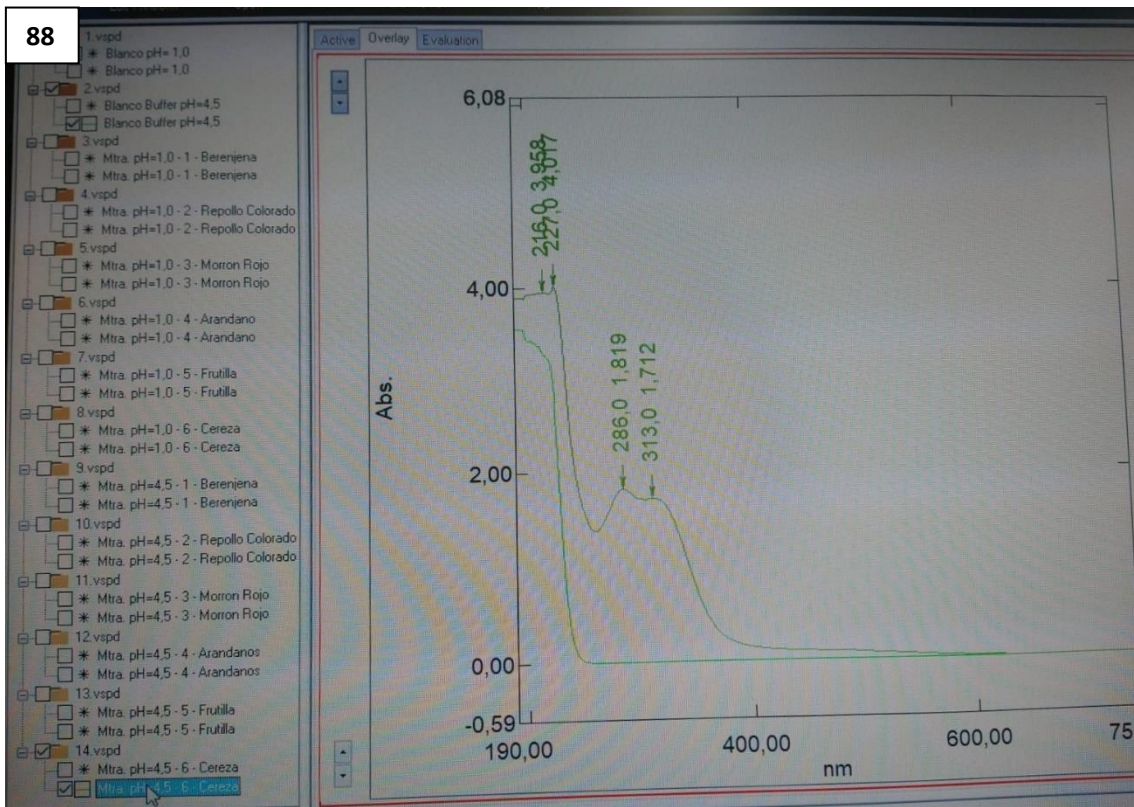 88
1.vspd
Blanco pH= 1,0
Blanco pH= 1,0
2.vspd
Blanco Buffer pH=4,5
Blanco Buffer pH=4,5
3.vspd
Mtra. pH=1,0 - 1 - Berenjena
Mtra. pH=1,0 - 1 - Berenjena
4.vspd
Mtra. pH=1,0 - 2 - Repollo Colorado
Mtra. pH=1,0 - 2 - Repollo Colorado
5.vspd
Mtra. pH=1,0 - 3 - Morron Rojo
Mtra. pH=1,0 - 3 - Morron Rojo
6.vspd
Mtra. pH=1,0 - 4 - Arandano
Mtra. pH=1,0 - 4 - Arandano
7.vspd
Mtra. pH=1,0 - 5 - Frutilla
Mtra. pH=1,0 - 5 - Frutilla
8.vspd
Mtra. pH=1,0 - 6 - Cereza
Mtra. pH=1,0 - 6 - Cereza
9.vspd
Mtra. pH=4,5 - 1 - Berenjena
Mtra. pH=4,5 - 1 - Berenjena
10.vspd
Mtra. pH=4,5 - 2 - Repollo Colorado
Mtra. pH=4,5 - 2 - Repollo Colorado
11.vspd
Mtra. pH=4,5 - 3 - Morron Rojo
Mtra. pH=4,5 - 3 - Morron Rojo
12.vspd
Mtra. pH=4,5 - 4 - Arandanos
Mtra. pH=4,5 - 4 - Arandanos
13.vspd
Mtra. pH=4,5 - 5 - Frutilla
Mtra. pH=4,5 - 5 - Frutilla
14.vspd
Mtra. pH=4,5 - 6 - Cereza
Mtra. pH=4,5 - 6 - Cereza
Active Overlay Evaluation
6,08
4,00
2,00
0,00
-0,59
Abs.
216,0 3,958
227,0 4,017
286,0 1,819
313,0 1,712
190,00 400,00 600,00 75
nm